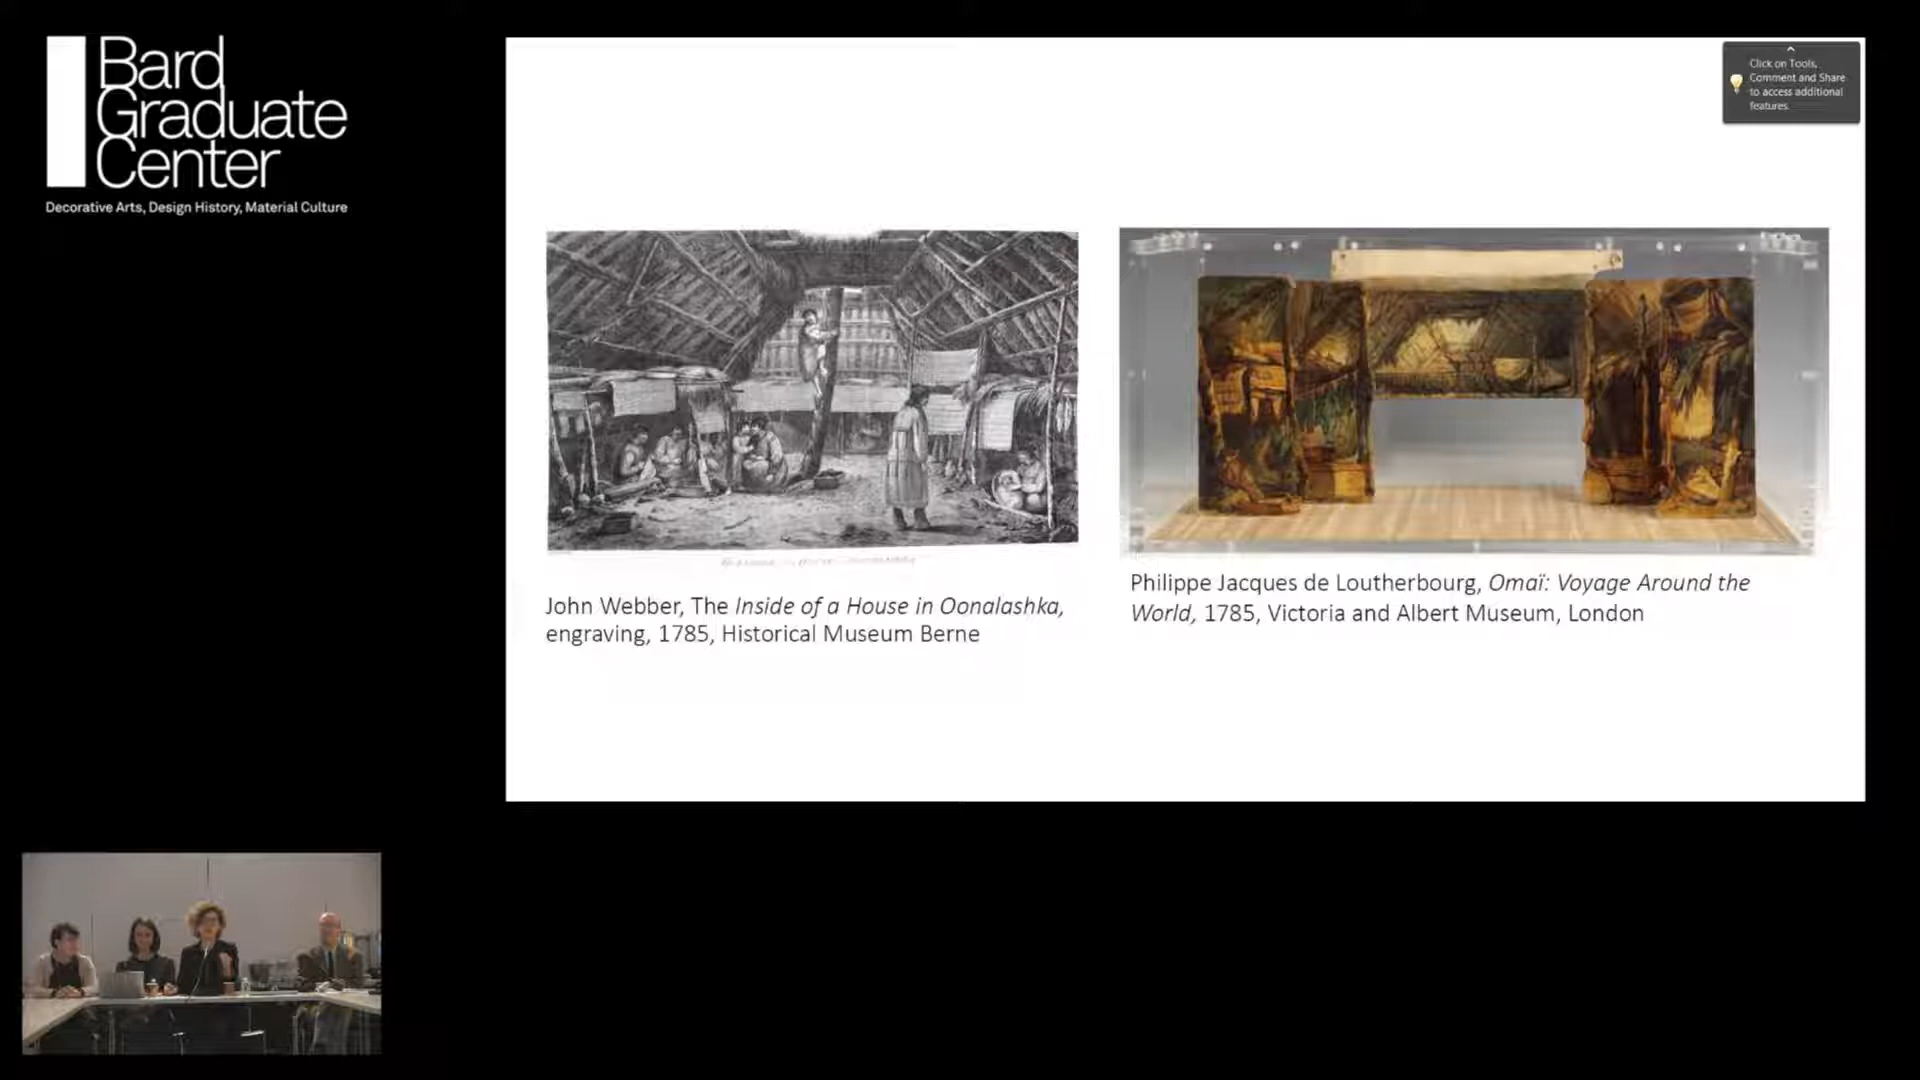 Bard
Graduate
Center
Decorative Arts, Design History, Material Culture
Click on Tools,
Comment and Share
to access additional
features.
John Webber, The Inside of a House in Oonalashka,
engraving, 1785, Historical Museum Berne
Philippe Jacques de Loutherbourg, Omaï: Voyage Around the
World, 1785, Victoria and Albert Museum, London